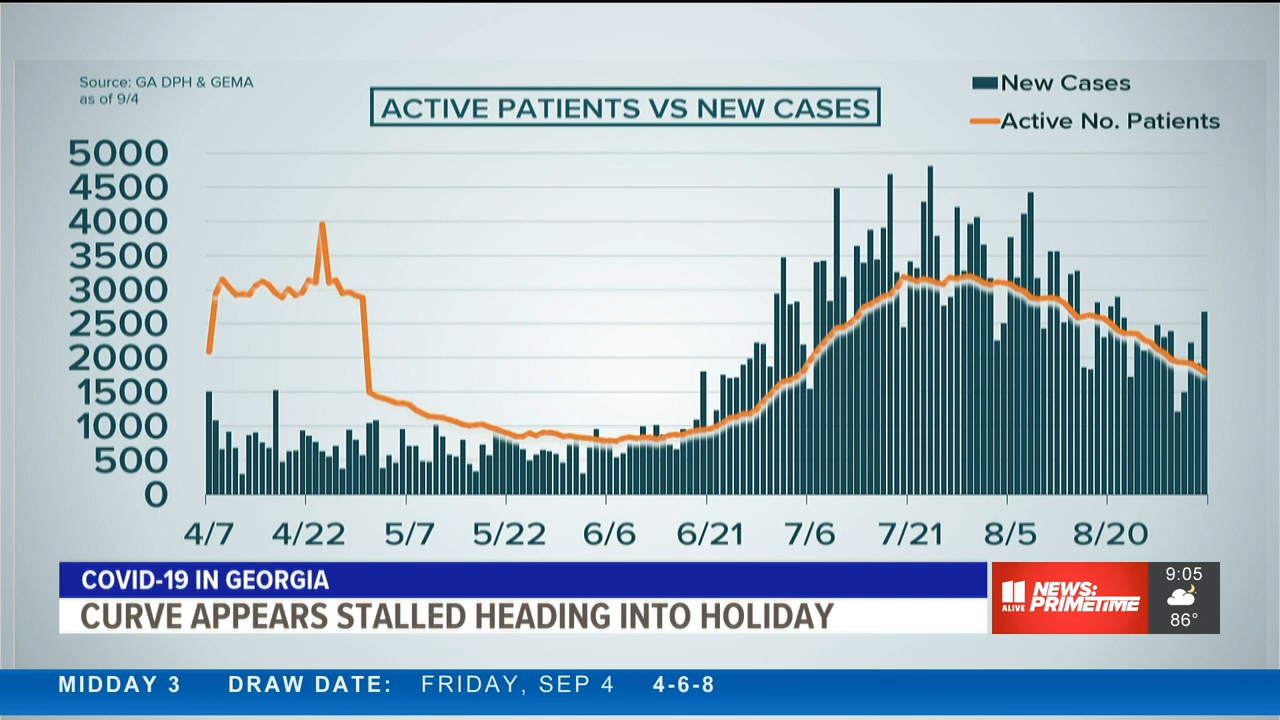 Source: GA DPH & GEMA
as of 9/4
ACTIVE PATIENTS VS NEW CASES
New Cases
Active No. Patients
5000
4500
4000
3500
3000
2500
2000
1500
1000
500
0
4/7 4/22 5/7 5/22 6/6 6/21 7/6 7/21 8/5 8/20
COVID-19 IN GEORGIA
CURVE APPEARS STALLED HEADING INTO HOLIDAY
11 ALIVE
NEWS:
PRIMETIME
9:05
86°
MIDDAY 3 DRAW DATE: FRIDAY, SEP 4 4-6-8